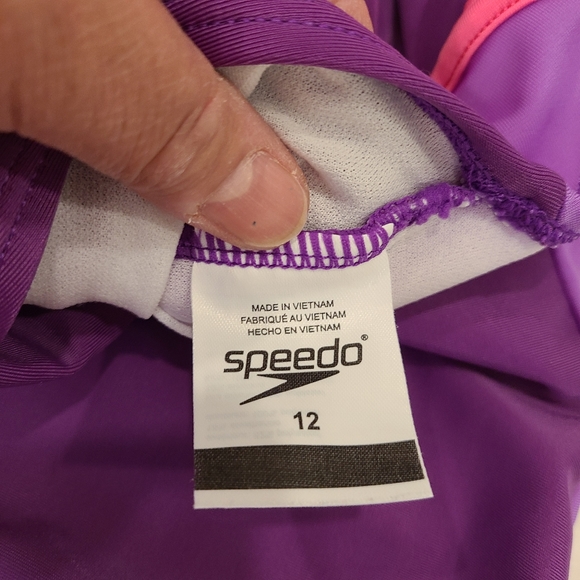 MADE IN VIETNAM
FABRIQUÉ AU VIETNAM
HECHO EN VIETNAM
speedo®
12